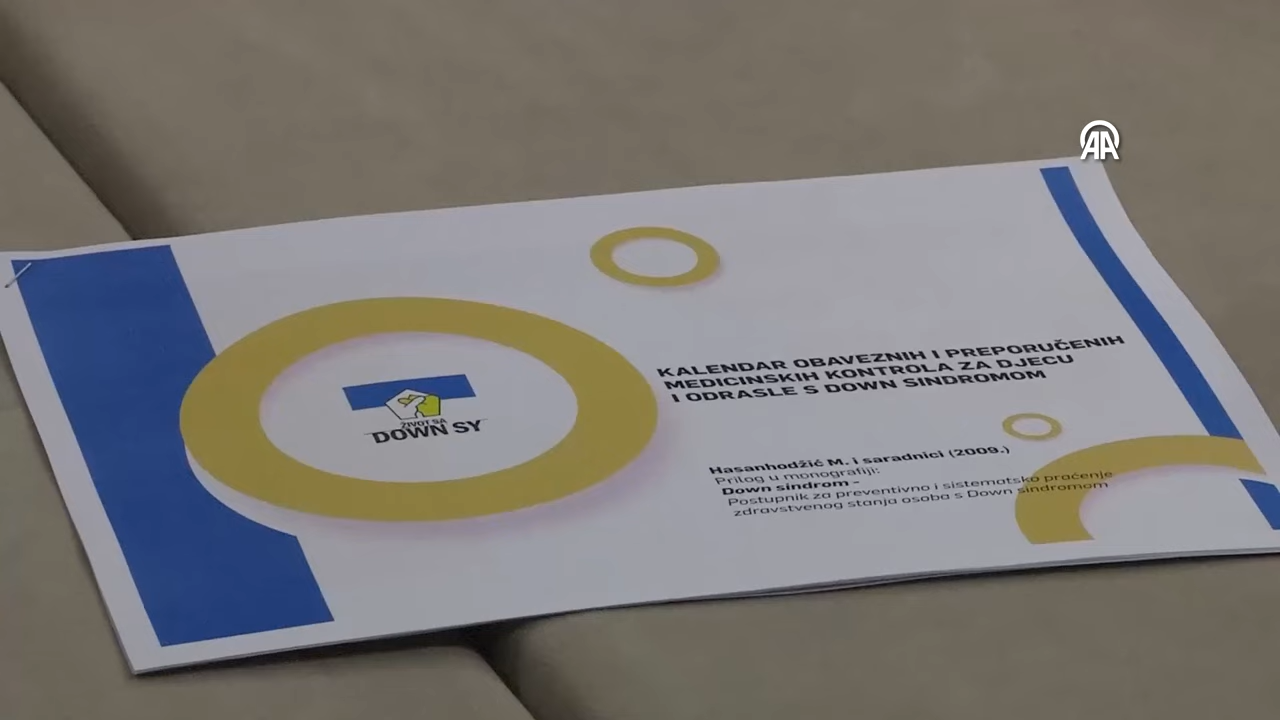 AA
KALENDAR OBAVEZNIH I PREPORUČENIH
MEDICINSKIH KONTROLA ZA DJECU
I ODRASLE S DOWN SINDROMOM
ŽIVOT SA
DOWN SY
Hasanhodžić M. i saradnici (2009.)
Prilog u monografiji:
Down sindrom -
Postupnik za preventivno i sistematsko praćenje
zdravstvenog stanja osoba s Down sindromom